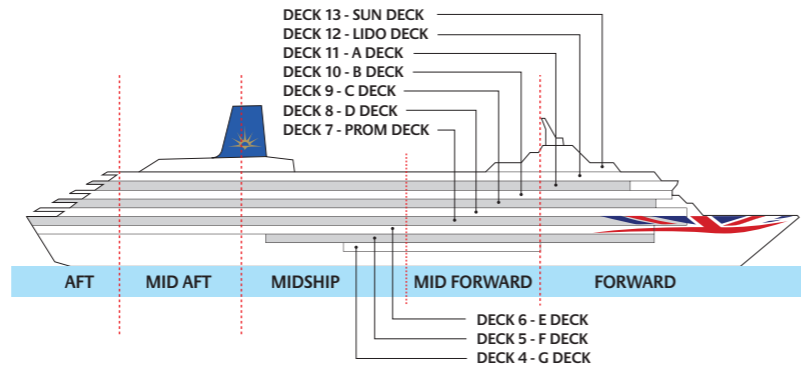 DECK 13 - SUN DECK
DECK 12 - LIDO DECK
DECK 11 - A DECK
DECK 10 - B DECK
DECK 9 - C DECK
DECK 8 - D DECK
DECK 7 - PROM DECK
AFT MID AFT MIDSHIP MID FORWARD FORWARD
DECK 6 - E DECK
DECK 5 - F DECK
DECK 4 - G DECK